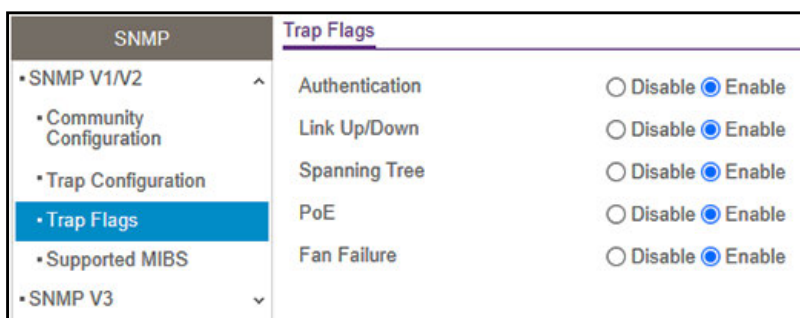 SNMP
SNMP V1/V2
Community
Configuration
Trap Configuration
Trap Flags
Supported MIBS
SNMP V3
Trap Flags
Authentication Disable Enable
Link Up/Down Disable Enable
Spanning Tree Disable Enable
PoE Disable Enable
Fan Failure Disable Enable